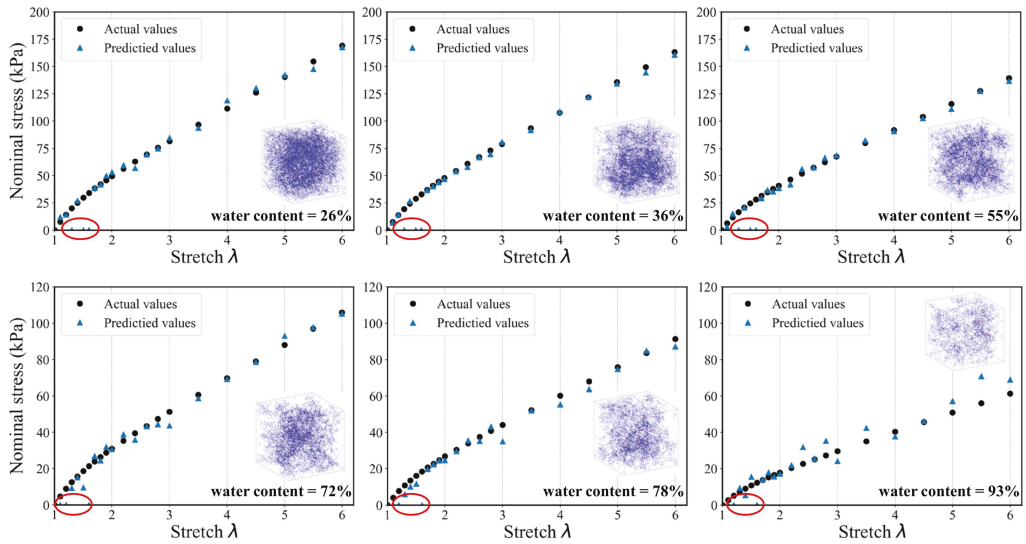 200
175
150
125
100
75
50
25
0
Nominal stress (kPa)
Actual values
Predictied values
water content = 26%
1 2 3 4 5 6
Stretch λ
200
175
150
125
100
75
50
25
0
Actual values
Predictied values
water content = 36%
1 2 3 4 5 6
Stretch λ
200
175
150
125
100
75
50
25
0
Actual values
Predictied values
water content = 55%
1 2 3 4 5 6
Stretch λ
120
100
80
60
40
20
0
Nominal stress (kPa)
Actual values
Predictied values
water content = 72%
1 2 3 4 5 6
Stretch λ
120
100
80
60
40
20
0
Actual values
Predictied values
water content = 78%
1 2 3 4 5 6
Stretch λ
120
100
80
60
40
20
0
Actual values
Predictied values
water content = 93%
1 2 3 4 5 6
Stretch λ